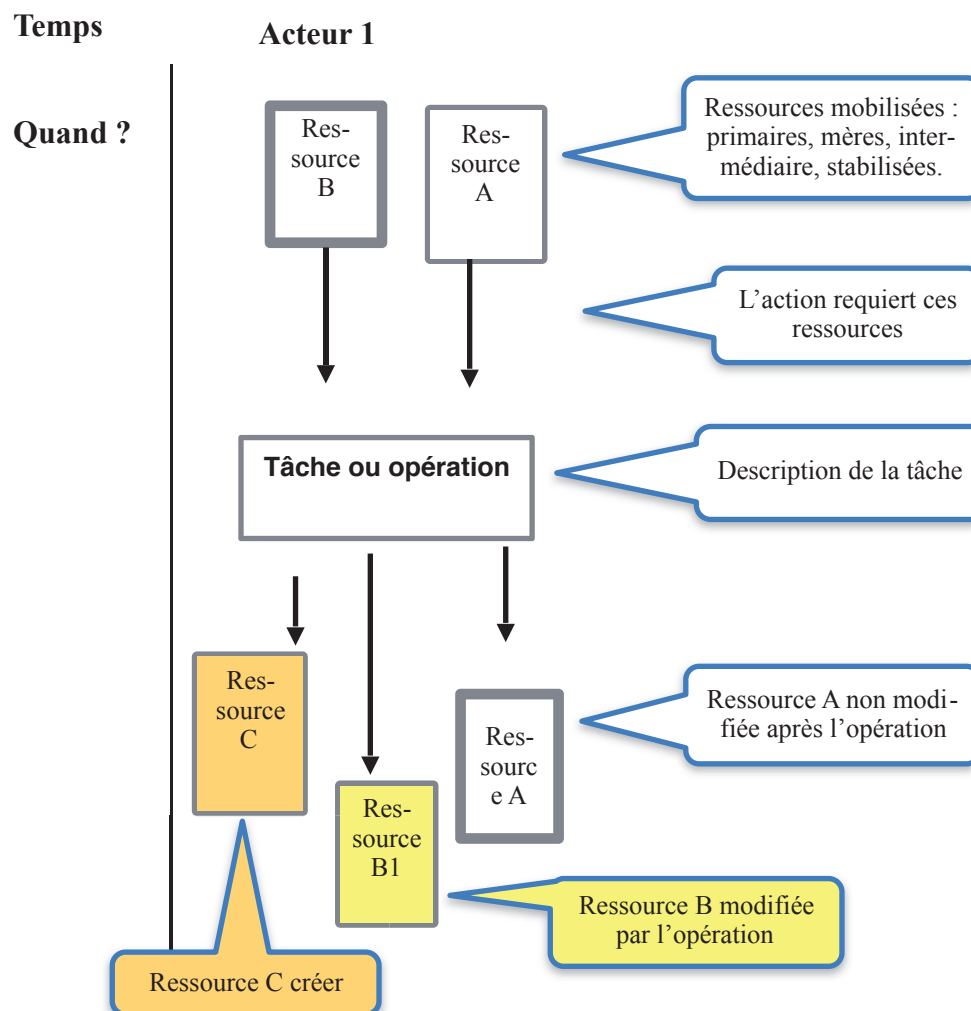 Temps
Acteur 1
Quand ?
Res-
source
B
Res-
source
A
Ressources mobilisées :
primaires, mères, inter-
médiaire, stabilisées.
L’action requiert ces
ressources
Tâche ou opération
Description de la tâche
Res-
source
C
Res-
source
B1
Res-
sourc
e A
Ressource A non modi-
fiée après l’opération
Ressource B modifiée
par l’opération
Ressource C créer